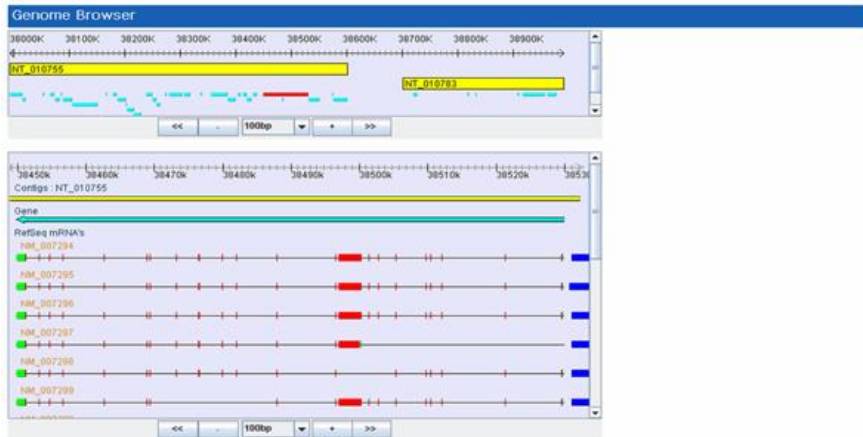 Genome Browser
38000K 38100K 38200K 38300K 38400K 38500K 38600K 38700K 38800K 38900K
NT_010755
NT_010783
<< - 100bp + >>
38450k 38460k 38470k 38480k 38490k 38500k 38510k 38520k 3853
Contigs : NT_010755
Gene
RefSeq mRNA's
NM_007294
NM_007295
NM_007296
NM_007297
NM_007298
NM_007299
<< - 100bp + >>